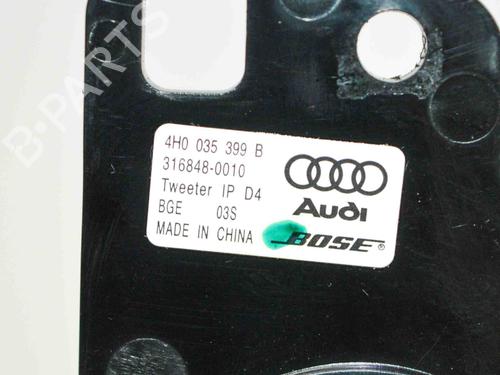 B-PARTS
4H0 035 399 B
316848-0010
Tweeter IP D4
BGE 03S
MADE IN CHINA
Audi
BOSE®